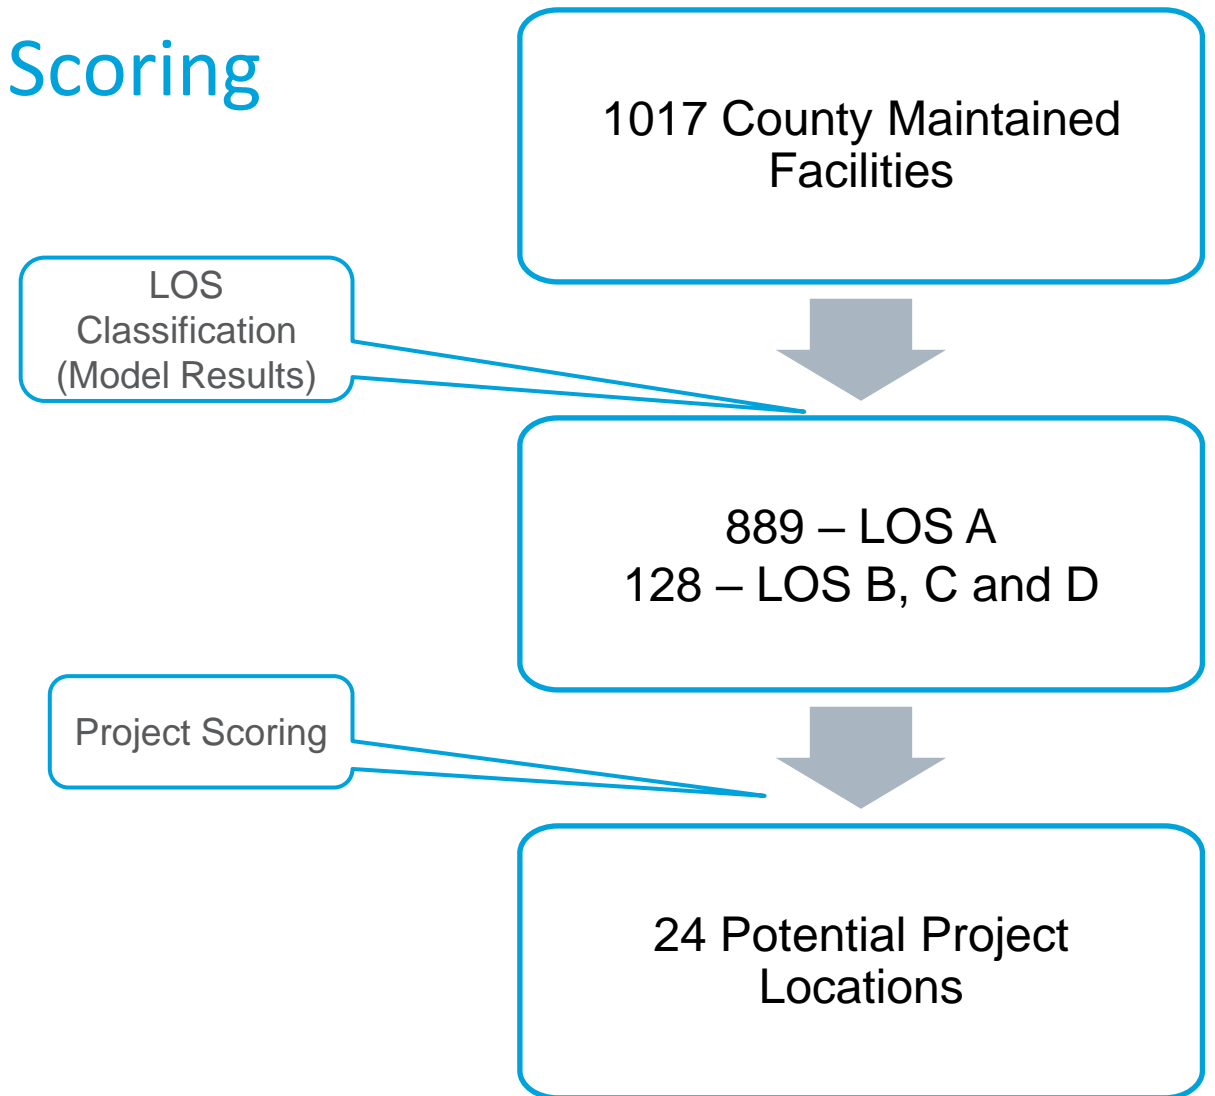 Scoring
1017 County Maintained
Facilities
LOS
Classification
(Model Results)
889 – LOS A
128 – LOS B, C and D
Project Scoring
24 Potential Project
Locations